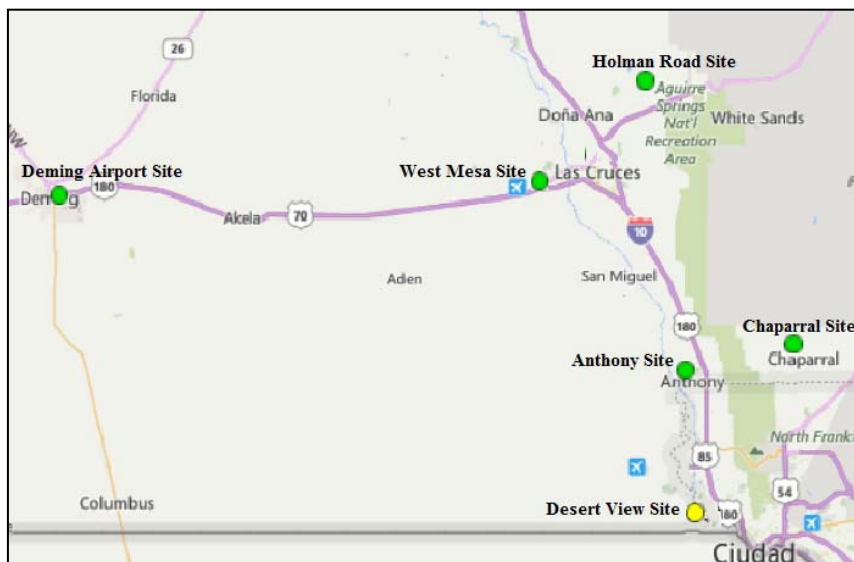 26
Holman Road Site
Florida
Aguirre
Springs
Nat'l
Recreation
Area
Doña Ana
White Sands
NW
Deming Airport Site
West Mesa Site
Las Cruces
180
Akela
70
10
Aden
San Miguel
180
Chaparral Site
Chaparral
Anthony Site
Anthony
North Frankl
85
54
Columbus
Desert View Site
180
Ciudad